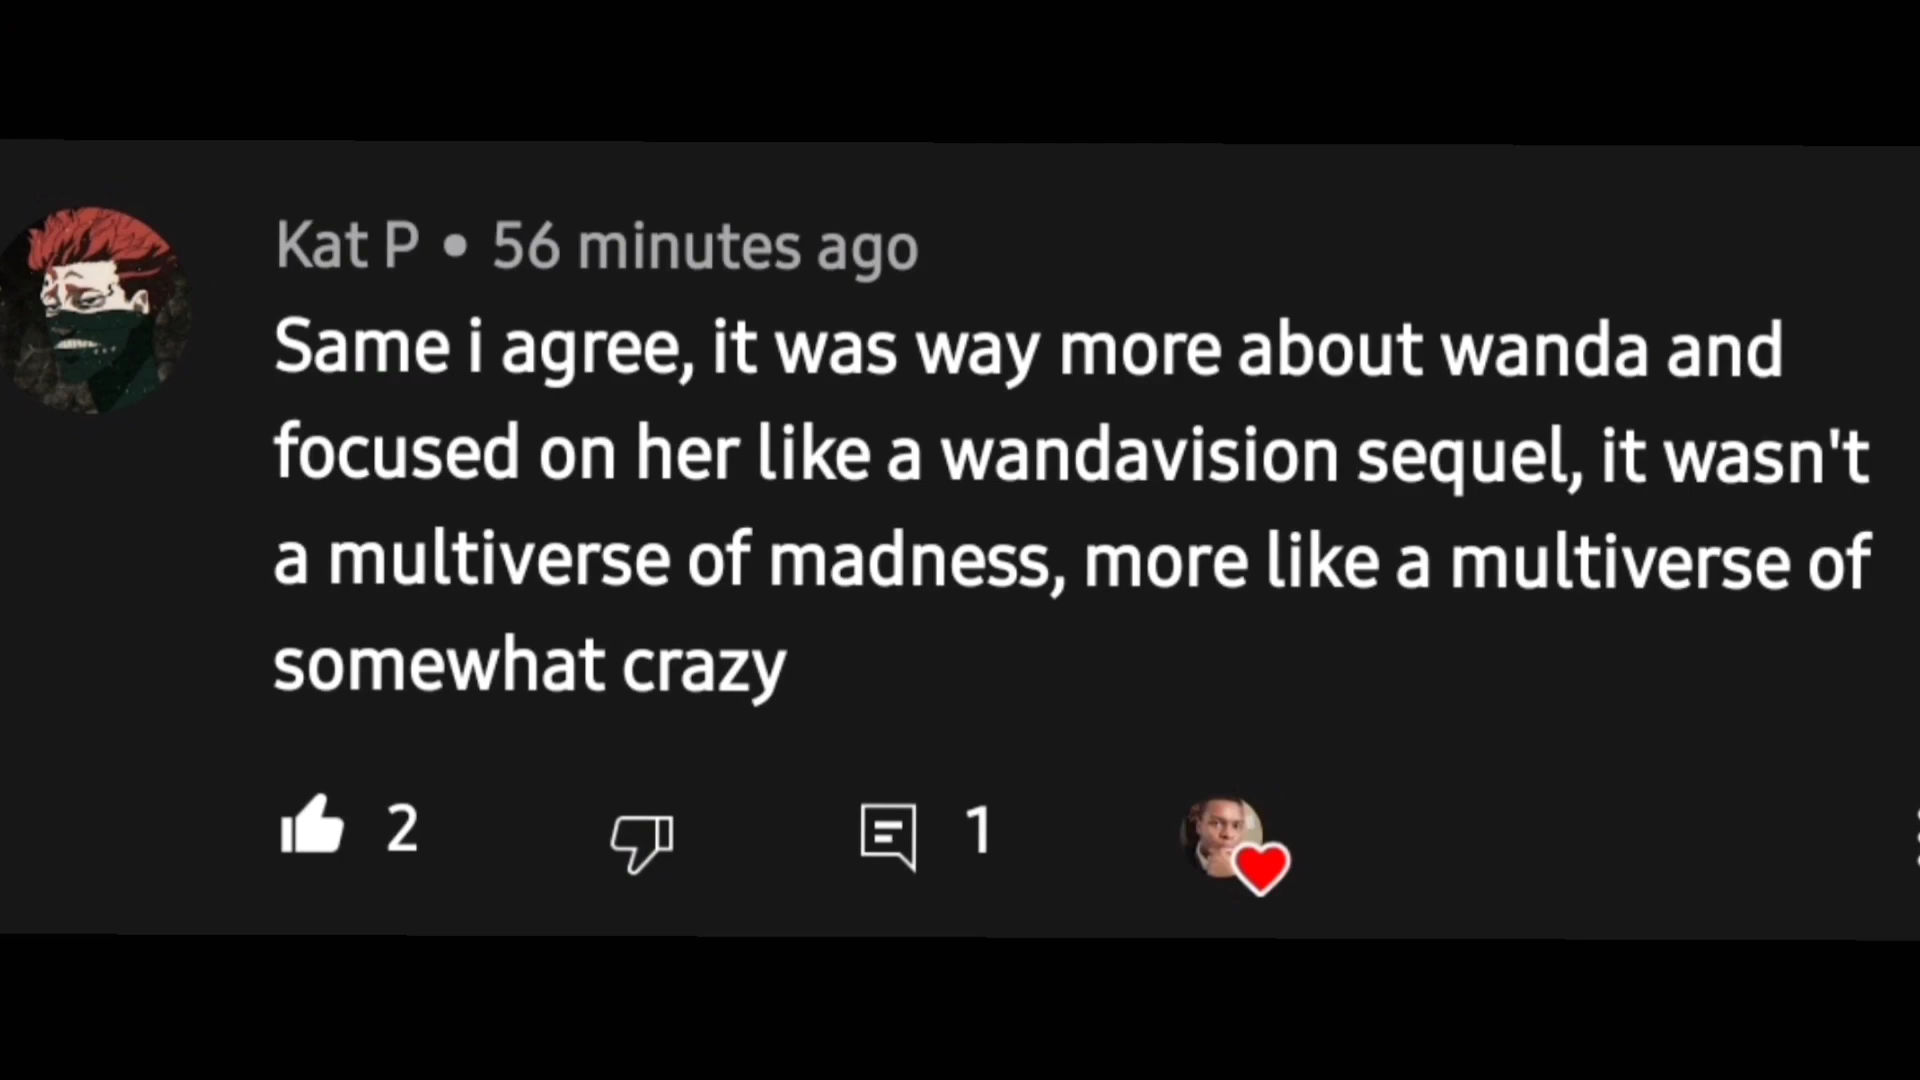 Kat P • 56 minutes ago
Same i agree, it was way more about wanda and
focused on her like a wandavision sequel, it wasn't
a multiverse of madness, more like a multiverse of
somewhat crazy
2 1